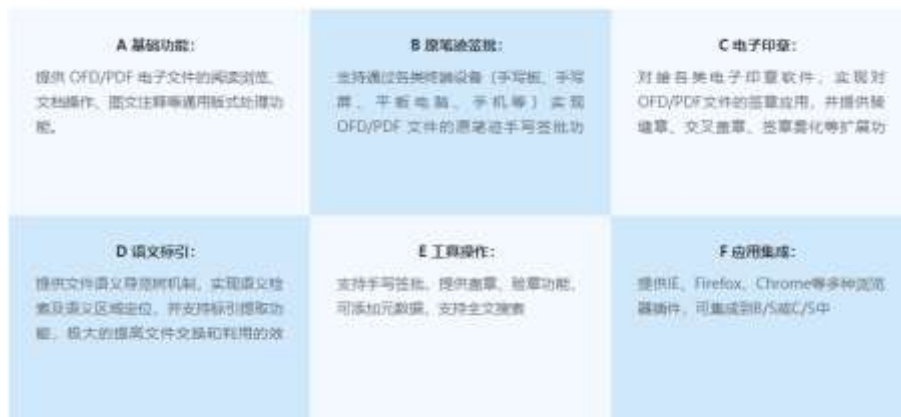 A 基础功能：
提供 OFD/PDF 电子文件的阅读浏览、
文档操作、图文注释等通用版式处理功
能。
B 原笔迹签批：
支持通过各类终端设备（手写板、手写
屏、平板电脑、手机等）实现
OFD/PDF 文件的原笔迹手写签批功
C 电子印章：
对接各类电子印章软件，实现对
OFD/PDF文件的签章应用，并提供骑
缝章、交叉盖章、签章雾化等扩展功
D 语义标引：
提供文件语义导览树机制，实现语义检
索及语义区域定位，并支持标引提取功
能，极大的提高文件交换和利用的效
E 工具操作：
支持手写签批，提供盖章、验章功能，
可添加元数据，支持全文搜索
F 应用集成：
提供IE、Firefox、Chrome等多种浏览
器插件，可集成到B/S或C/S中